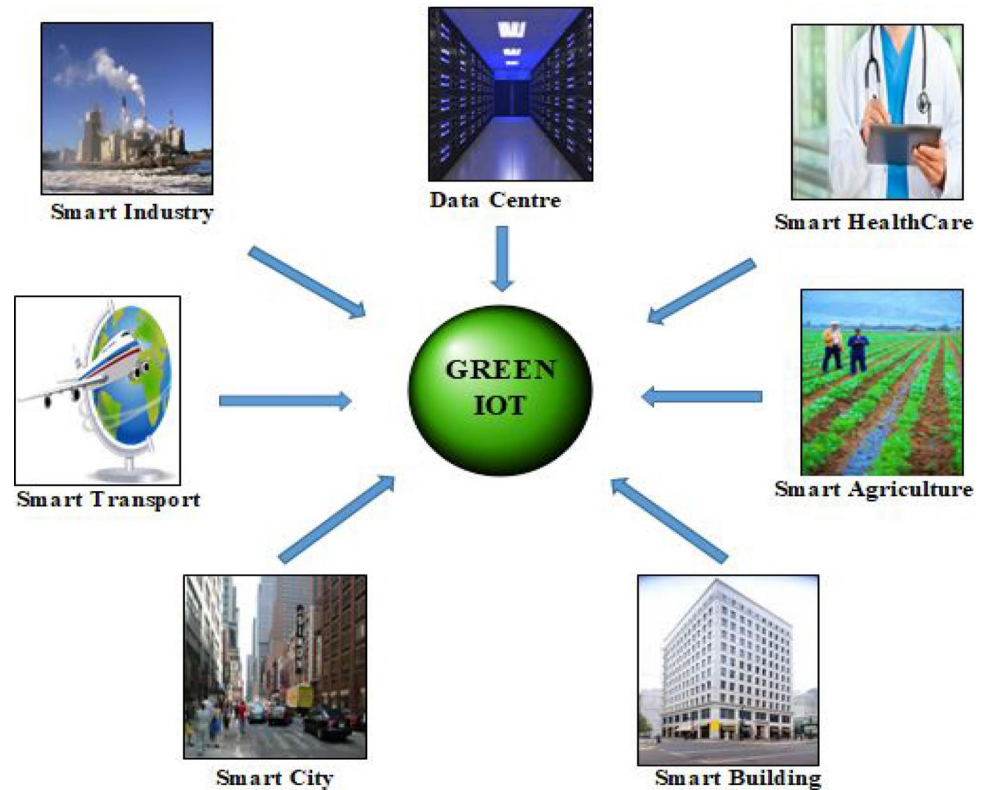 Smart Industry
Data Centre
Smart HealthCare
GREEN
IOT
Smart Transport
Smart Agriculture
Smart City
Smart Building